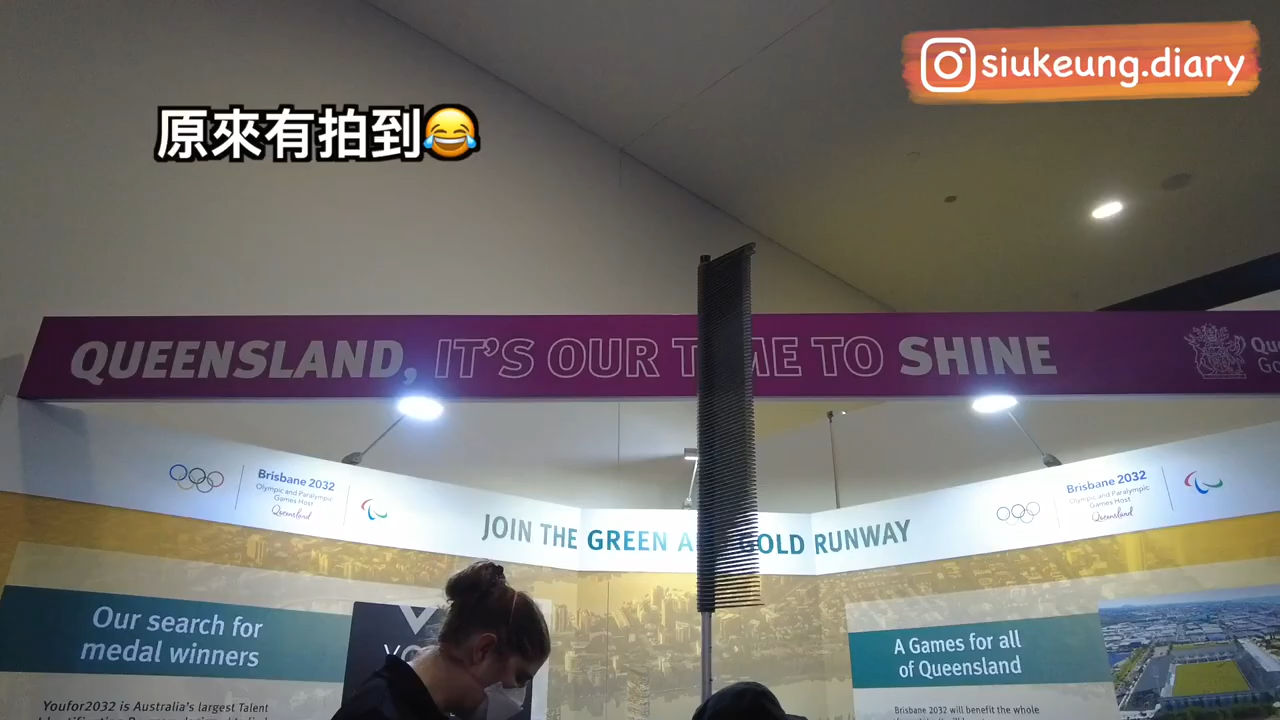 siukeung.diary
原來有拍到😂
QUEENSLAND, IT'S OUR TIME TO SHINE
Brisbane 2032
Olympic and Paralympic
Games Host
Queensland
Brisbane 2032
Olympic and Paralympic
Games Host
Queensland
JOIN THE GREEN A GOLD RUNWAY
Our search for
medal winners
A Games for all
of Queensland
Youfor2032 is Australia's largest Talent
Brisbane 2032 will benefit the whole